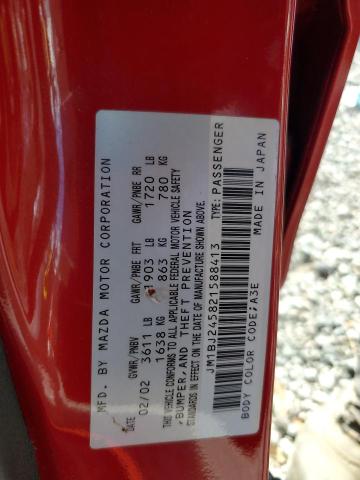 MFD. BY MAZDA MOTOR CORPORATION
DATE GVWR/PNBV GAWR/PNBE FRT GAWR/PNBE RR
02/02 3611 LB 1903 LB 1720 LB
1638 KG 863 KG 780 KG
THIS VEHICLE CONFORMS TO ALL APPLICABLE FEDERAL MOTOR VEHICLE SAFETY
,BUMPER,AND THEFT PREVENTION
STANDARDS IN EFFECT ON THE DATE OF MANUFACTURE SHOWN ABOVE.
JM1BJ245821588413 TYPE: PASSENGER
BODY COLOR CODE:A3E MADE IN JAPAN